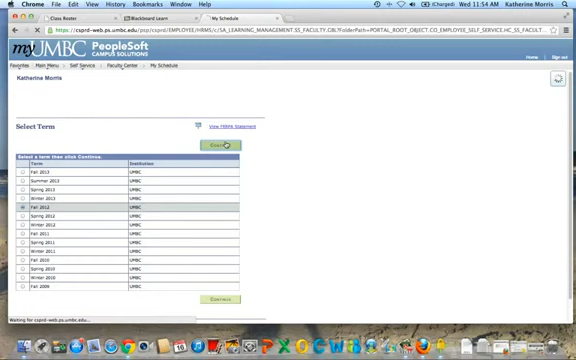 Chrome File Edit View History Bookmarks Window Help (Charged) Wed 11:54 AM Katherine Morris
Class Roster Blackboard Learn My Schedule
https://csprd-web.ps.umbc.edu/psp/csprd/EMPLOYEE/HRMS/c/SA_LEARNING_MANAGEMENT.SS_FACULTY.GBL?FolderPath=PORTAL_ROOT_OBJECT.CO_EMPLOYEE_SELF_SERVICE.HC_SS_FACULTY
myUMBC PeopleSoft
CAMPUS SOLUTIONS
Home Sign out
Favorites Main Menu Self Service Faculty Center My Schedule
Katherine Morris
Select Term View FERPA Statement
Select a term then click Continue.
Term Institution
Fall 2013 UMBC
Summer 2013 UMBC
Spring 2013 UMBC
Winter 2013 UMBC
Fall 2012 UMBC
Spring 2012 UMBC
Winter 2012 UMBC
Fall 2011 UMBC
Spring 2011 UMBC
Winter 2011 UMBC
Fall 2010 UMBC
Spring 2010 UMBC
Winter 2010 UMBC
Fall 2009 UMBC
Continue
Waiting for csprd-web.ps.umbc.edu...